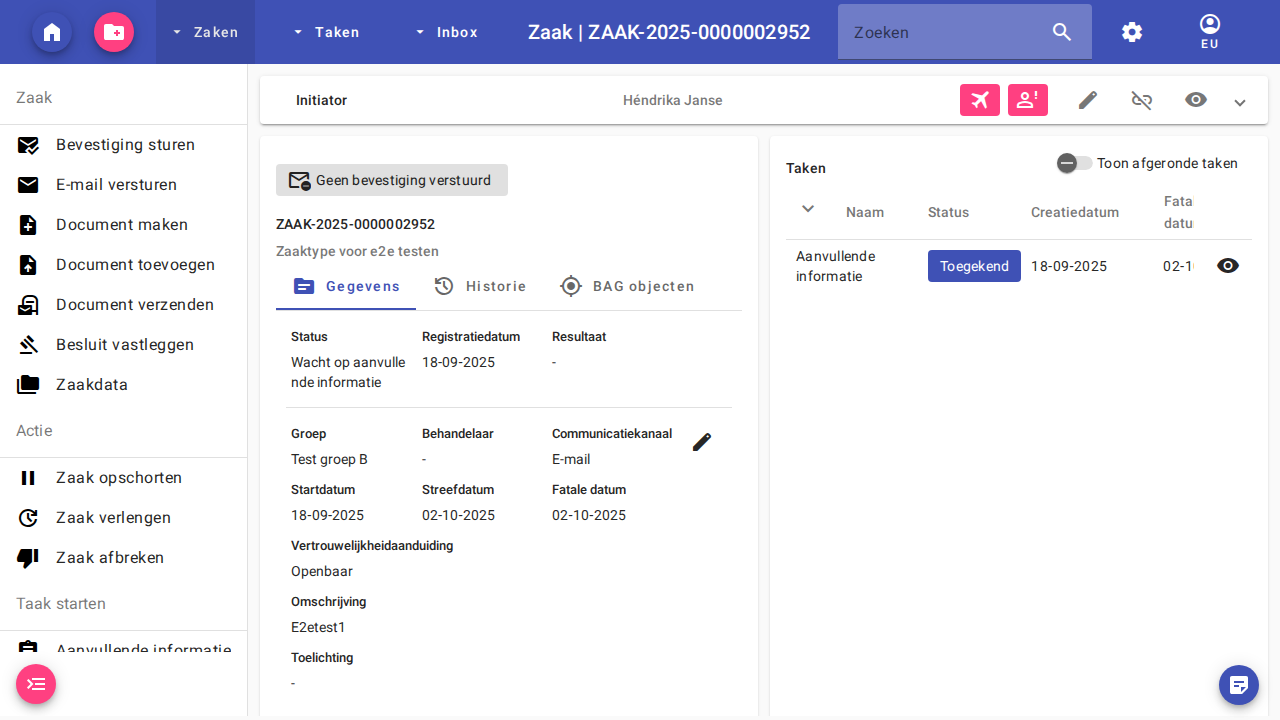 Zaken
Taken
Inbox
Zaak | ZAAK-2025-0000002952
Zoeken
EU
Zaak
Bevestiging sturen
E-mail versturen
Document maken
Document toevoegen
Document verzenden
Besluit vastleggen
Zaakdata
Actie
Zaak opschorten
Zaak verlengen
Zaak afbreken
Taak starten
Aanvullende informatie
Initiator
Héndrika Janse
Geen bevestiging verstuurd
ZAAK-2025-0000002952
Zaaktype voor e2e testen
Gegevens
Historie
BAG objecten
Status
Registratiedatum
Resultaat
Wacht op aanvulle
nde informatie
18-09-2025
-
Groep
Behandelaar
Communicatiekanaal
Test groep B
-
E-mail
Startdatum
Streefdatum
Fatale datum
18-09-2025
02-10-2025
02-10-2025
Vertrouwelijkheidaanduiding
Openbaar
Omschrijving
E2etest1
Toelichting
-
Taken
Toon afgeronde taken
Naam
Status
Creatiedatum
Fatal
datu
Aanvullende
informatie
Toegekend
18-09-2025
02-1